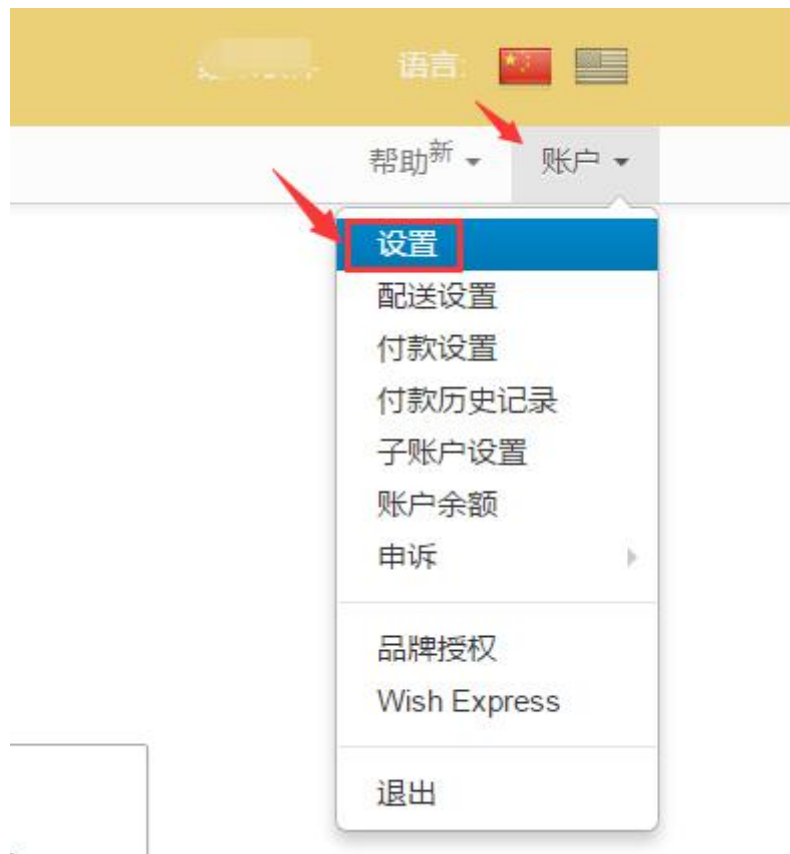 语言:
帮助新 账户
设置
配送设置
付款设置
付款历史记录
子账户设置
账户余额
申诉
品牌授权
Wish Express
退出